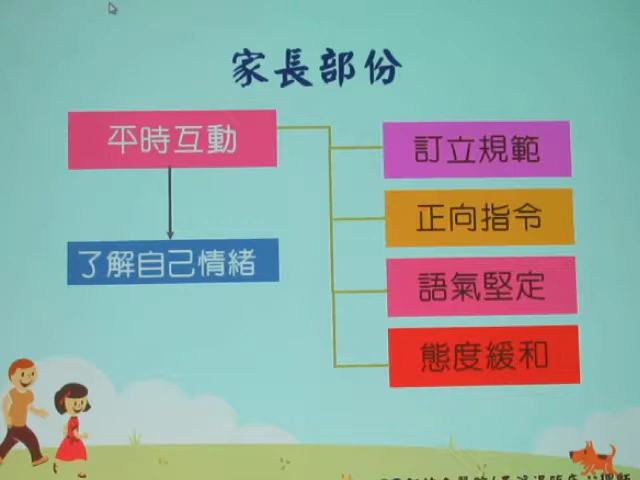 家長部份
平時互動
了解自己情緒
訂立規範
正向指令
語氣堅定
態度緩和